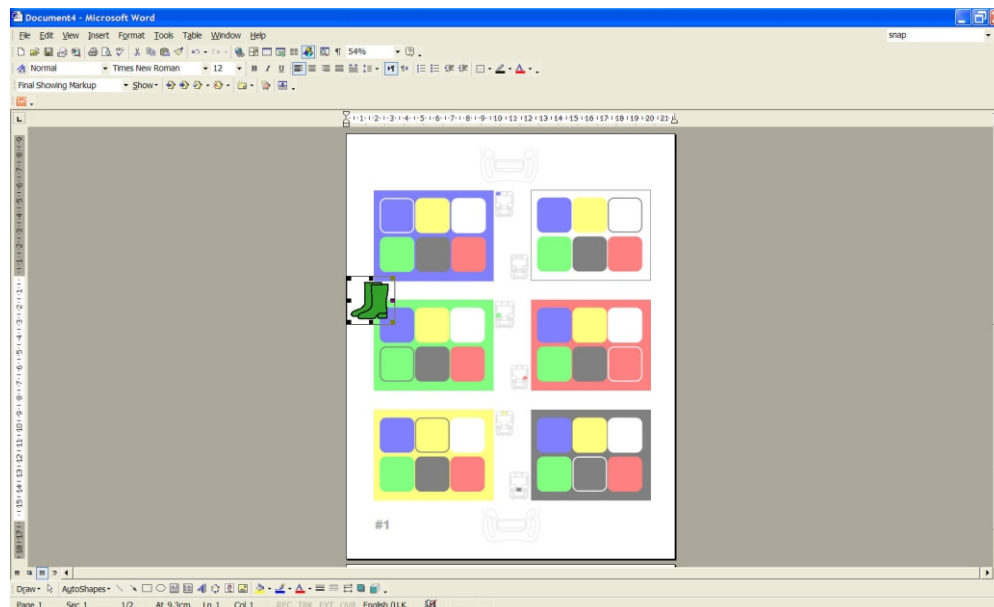 Document4 - Microsoft Word
File Edit View Insert Format Tools Table Window Help snap
54%
Normal Times New Roman 12 B I U
Final Showing Markup Show
#1
Draw AutoShapes
Page 1 Sec 1 1/2 At 9.3cm Ln 1 Col 1 REC TRK EXT OVR English (U.K.